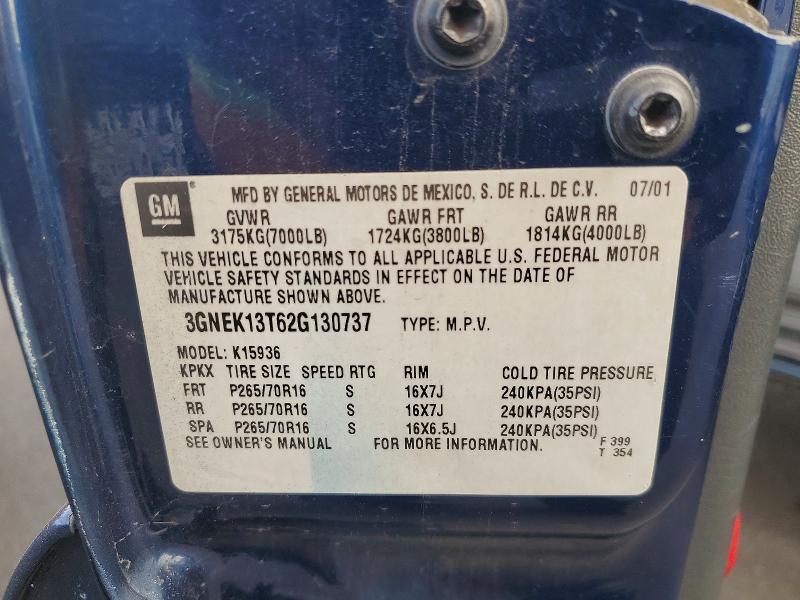 GM
MFD BY GENERAL MOTORS DE MEXICO, S. DE R.L. DE C.V. 07/01
GVWR GAWR FRT GAWR RR
3175KG(7000LB) 1724KG(3800LB) 1814KG(4000LB)
THIS VEHICLE CONFORMS TO ALL APPLICABLE U.S. FEDERAL MOTOR
VEHICLE SAFETY STANDARDS IN EFFECT ON THE DATE OF
MANUFACTURE SHOWN ABOVE.
3GNEK13T62G130737 TYPE: M.P.V.
MODEL: K15936
KPKX TIRE SIZE SPEED RTG RIM COLD TIRE PRESSURE
FRT P265/70R16 S 16X7J 240KPA(35PSI)
RR P265/70R16 S 16X7J 240KPA(35PSI)
SPA P265/70R16 S 16X6.5J 240KPA(35PSI)
SEE OWNER'S MANUAL FOR MORE INFORMATION. F 399
T 354